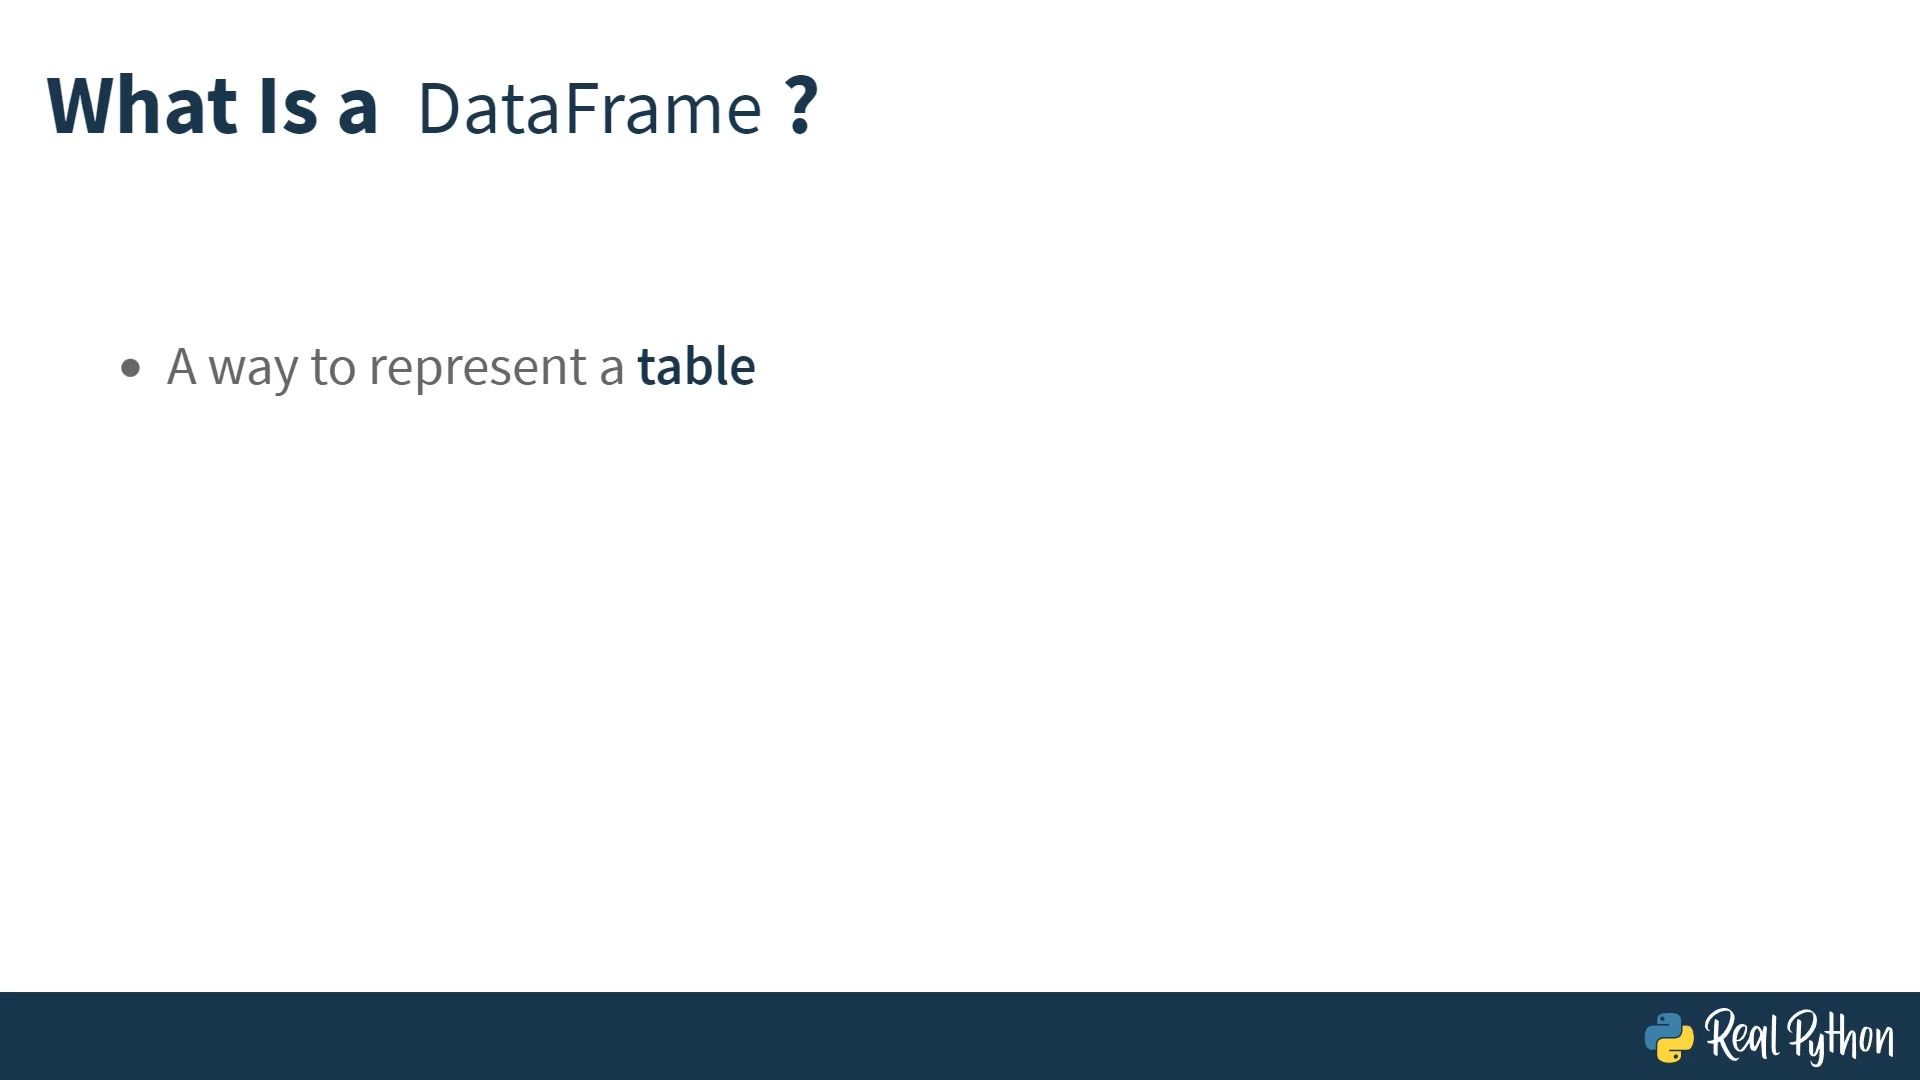 What Is a DataFrame ?
• A way to represent a table
Real Python